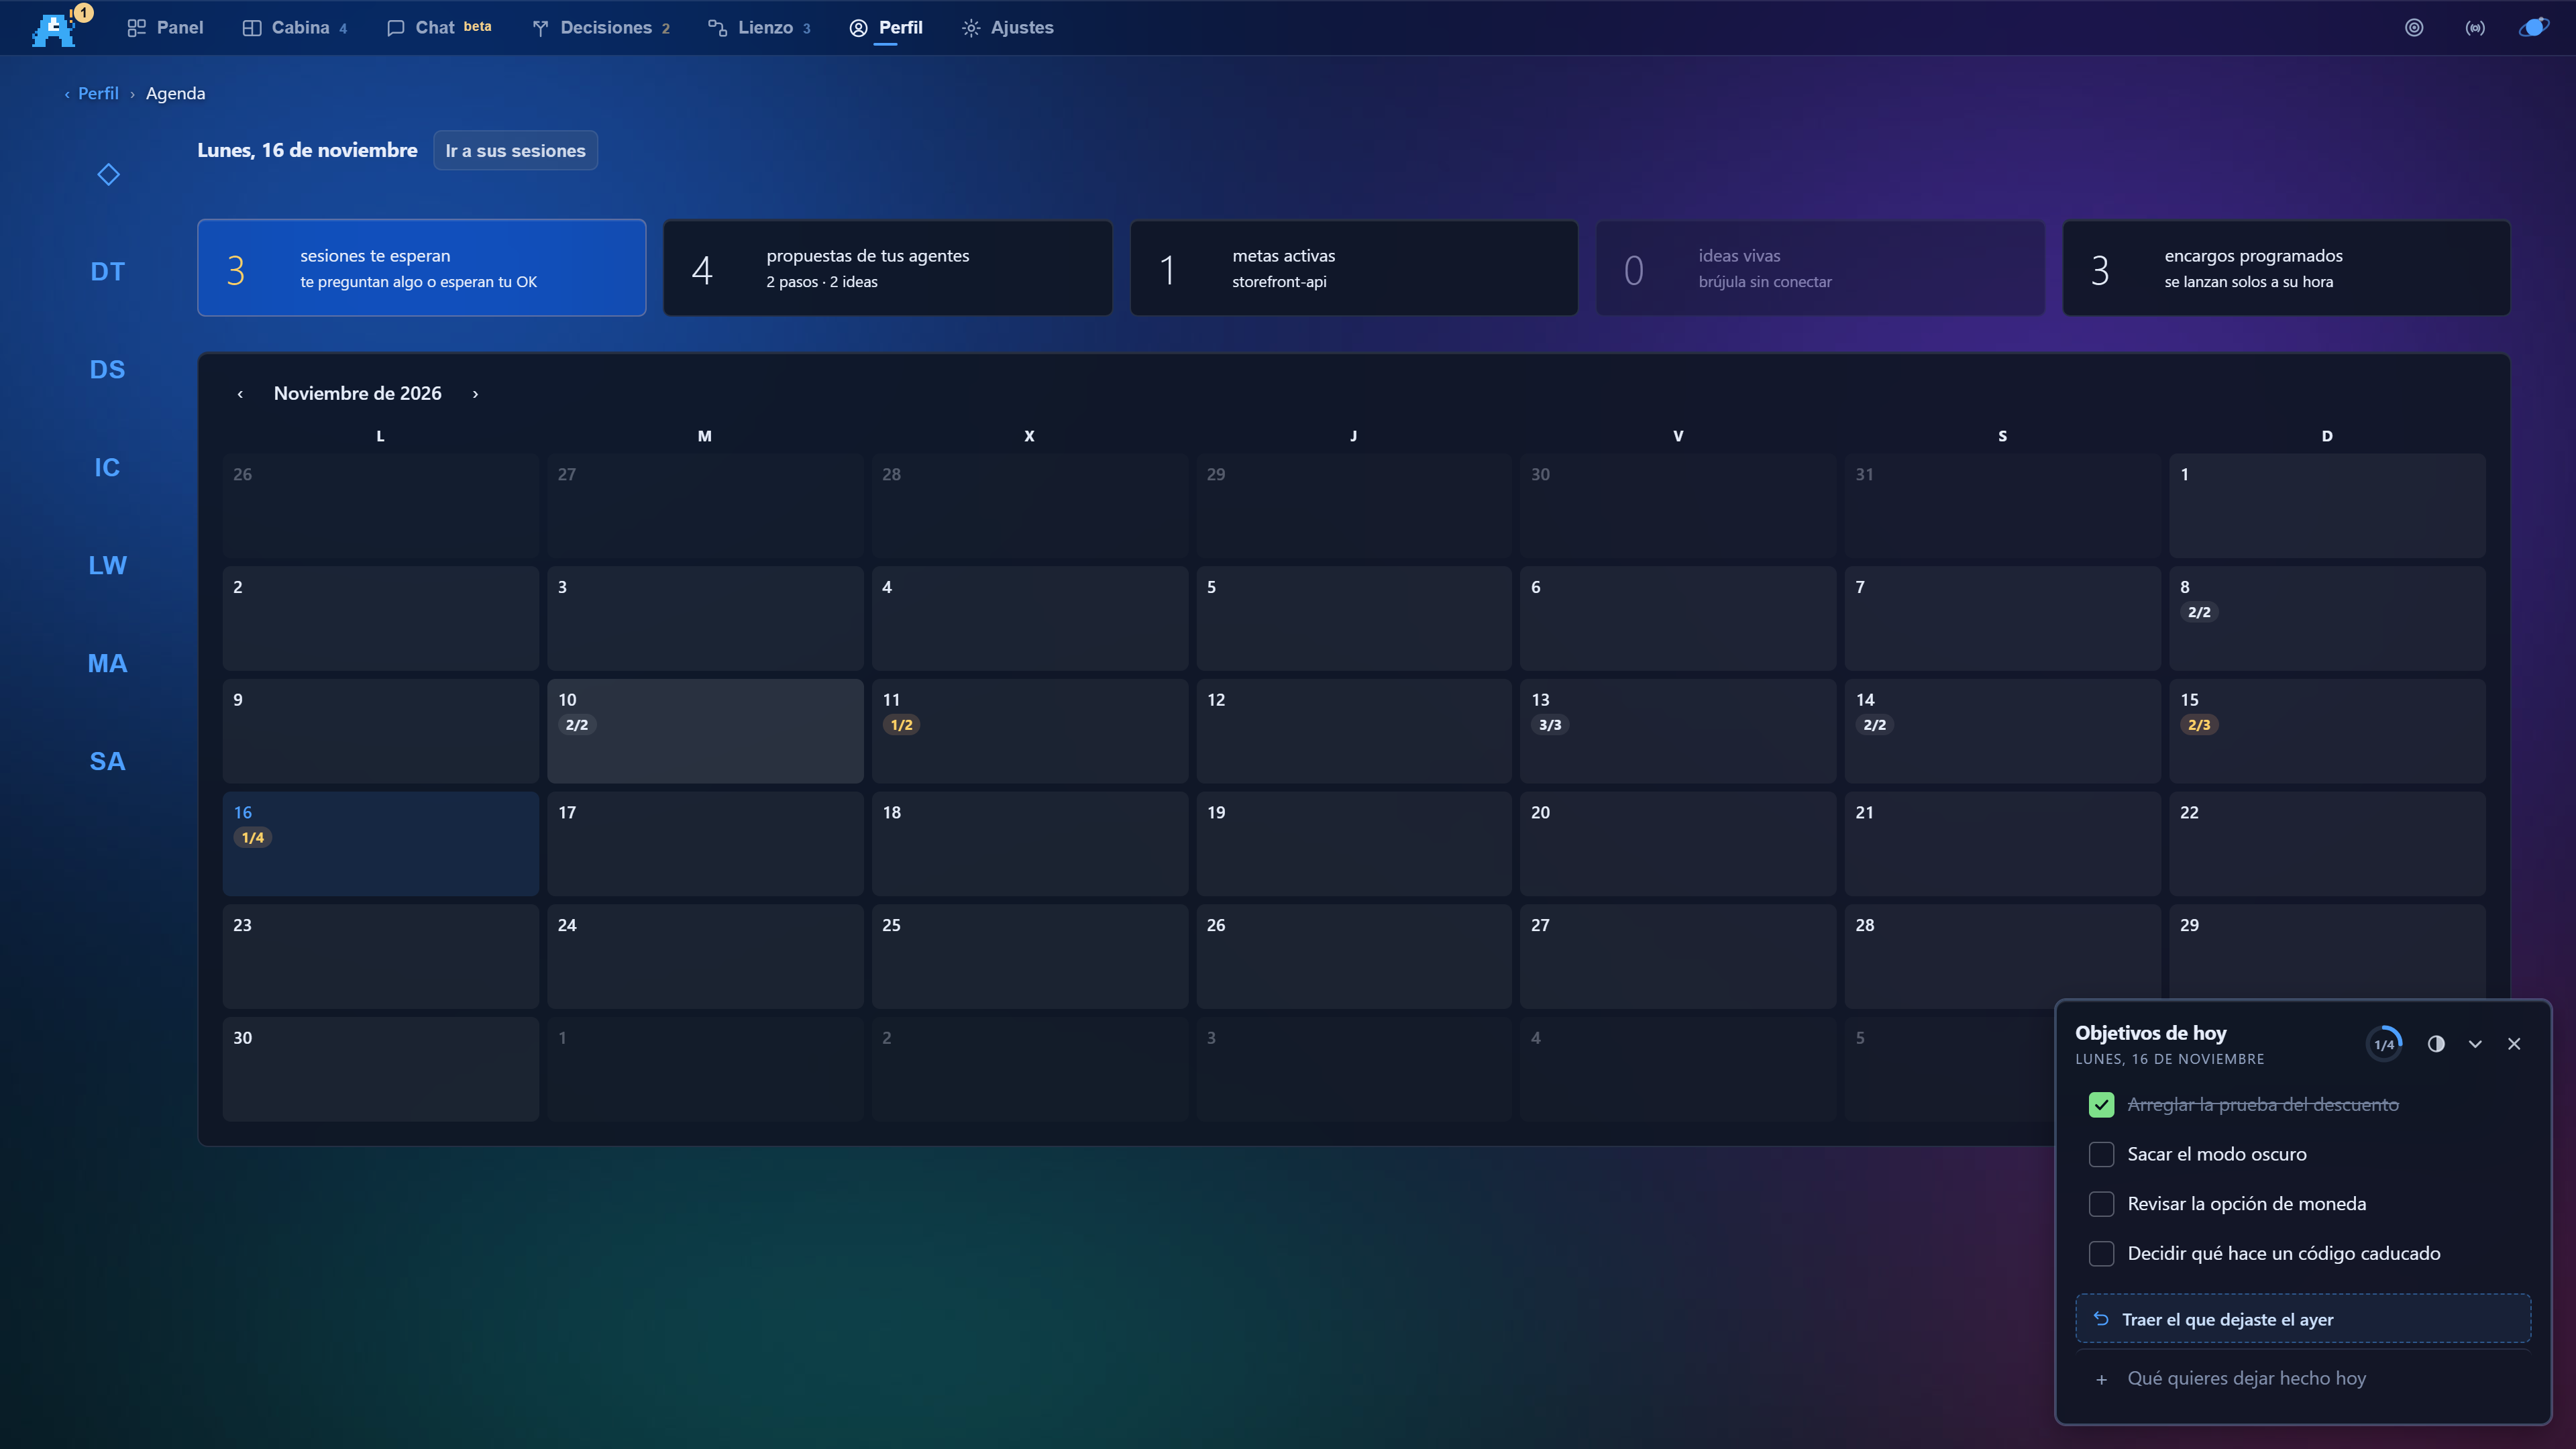 1
Panel
Cabina 4
Chat beta
Decisiones 2
Lienzo 3
Perfil
Ajustes
‹ Perfil › Agenda
Lunes, 16 de noviembre
Ir a sus sesiones
DT
DS
IC
LW
MA
SA
3
sesiones te esperan
te preguntan algo o esperan tu OK
4
propuestas de tus agentes
2 pasos · 2 ideas
1
metas activas
storefront-api
0
ideas vivas
brújula sin conectar
3
encargos programados
se lanzan solos a su hora
‹ Noviembre de 2026 ›
L M X J V S D
26 27 28 29 30 31 1
2 3 4 5 6 7 8
2/2
9 10 11 12 13 14 15
2/2 1/2 3/3 2/2 2/3
16 17 18 19 20 21 22
1/4
23 24 25 26 27 28 29
30 1 2 3 4 5
Objetivos de hoy
LUNES, 16 DE NOVIEMBRE
1/4
Arreglar la prueba del descuento
Sacar el modo oscuro
Revisar la opción de moneda
Decidir qué hace un código caducado
Traer el que dejaste el ayer
+ Qué quieres dejar hecho hoy